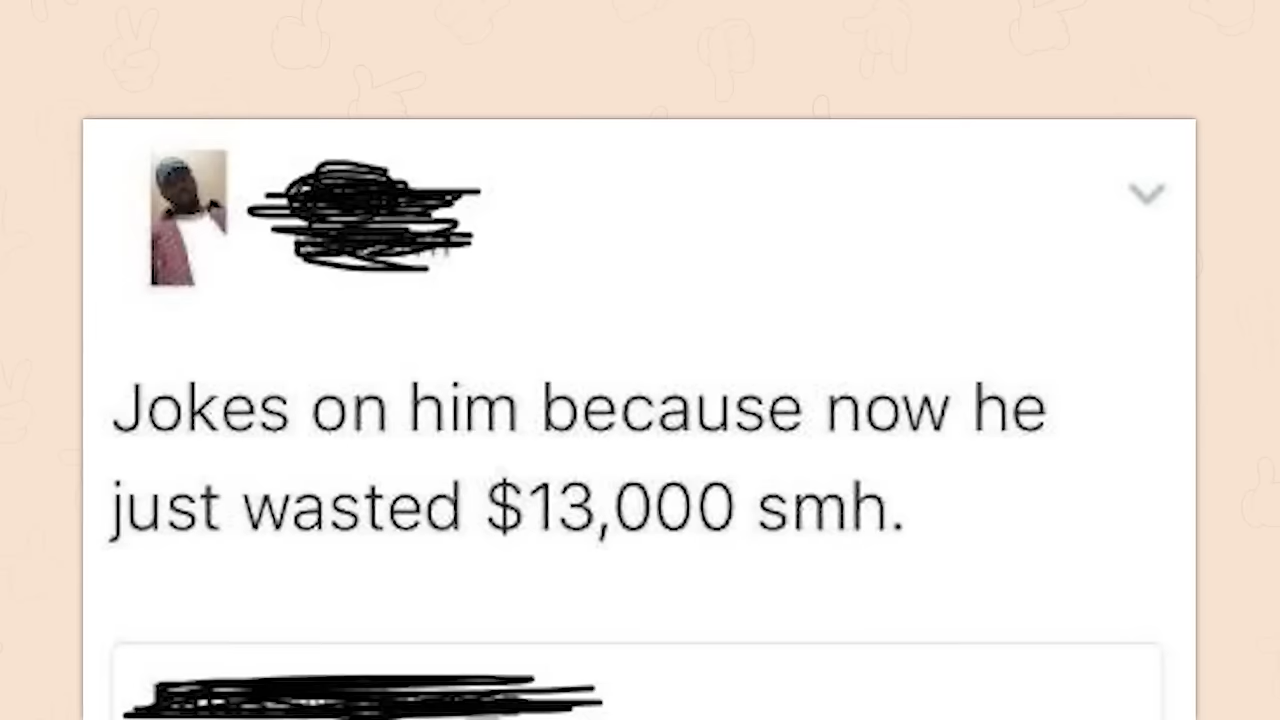 Jokes on him because now he
just wasted $13,000 smh.